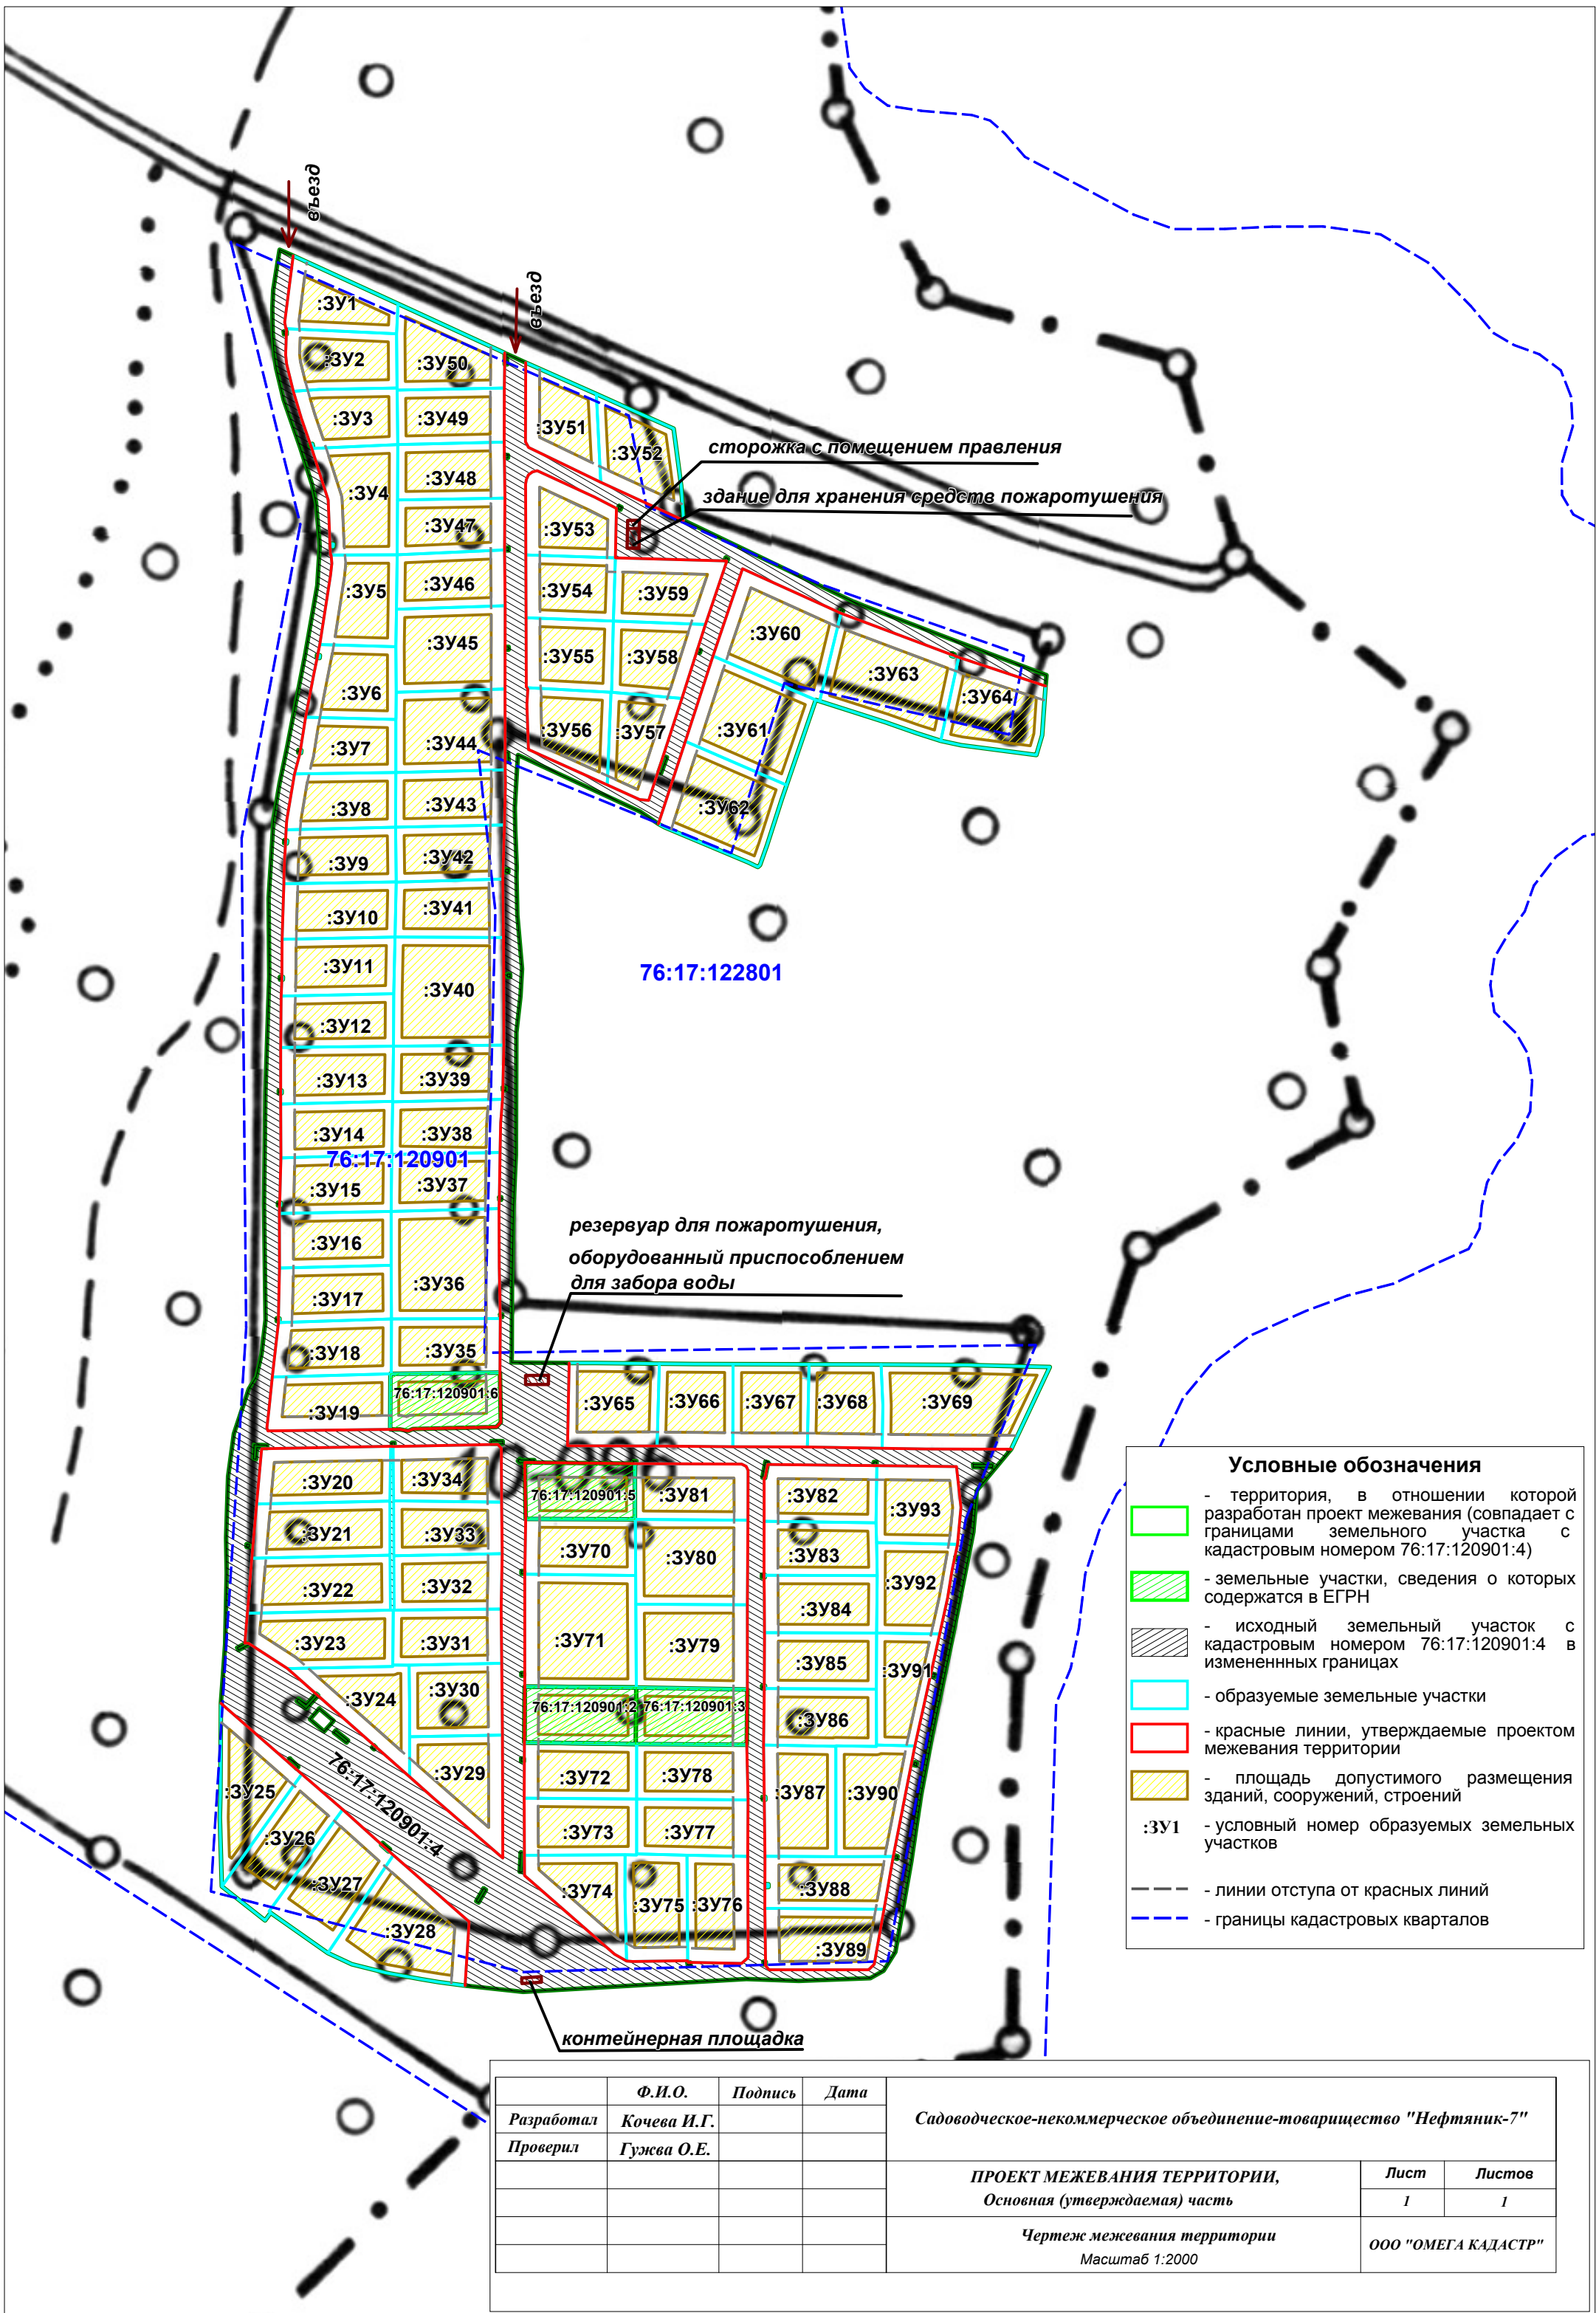 въезд
въезд
:ЗУ1
:ЗУ2
:ЗУ50
:ЗУ3
:ЗУ49
:ЗУ51
:ЗУ52
сторожка с помещением правления
:ЗУ4
:ЗУ48
здание для хранения средств пожаротушения
:ЗУ47
:ЗУ53
:ЗУ5
:ЗУ46
:ЗУ54
:ЗУ59
:ЗУ45
:ЗУ60
:ЗУ55
:ЗУ58
:ЗУ63
:ЗУ6
:ЗУ64
:ЗУ7
:ЗУ44
:ЗУ56
:ЗУ57
:ЗУ61
:ЗУ8
:ЗУ43
:ЗУ62
:ЗУ9
:ЗУ42
:ЗУ10
:ЗУ41
:ЗУ11
76:17:122801
:ЗУ40
:ЗУ12
:ЗУ13
:ЗУ39
:ЗУ14
:ЗУ38
76:17:120901
:ЗУ15
:ЗУ37
:ЗУ16
резервуар для пожаротушения,
оборудованный приспособлением
для забора воды
:ЗУ36
:ЗУ17
:ЗУ18
:ЗУ35
76:17:120901:6
:ЗУ19
:ЗУ65
:ЗУ66
:ЗУ67
:ЗУ68
:ЗУ69
10 096
:ЗУ20
:ЗУ34
76:17:120901:5
:ЗУ81
:ЗУ82
:ЗУ93
:ЗУ21
:ЗУ33
:ЗУ70
:ЗУ80
:ЗУ83
:ЗУ22
:ЗУ32
:ЗУ92
:ЗУ84
:ЗУ23
:ЗУ31
:ЗУ71
:ЗУ79
:ЗУ85
:ЗУ91
:ЗУ24
:ЗУ30
76:17:120901:2
76:17:120901:3
:ЗУ86
:ЗУ29
:ЗУ72
:ЗУ78
:ЗУ87
:ЗУ90
:ЗУ25
76:17:120901:4
:ЗУ26
:ЗУ73
:ЗУ77
:ЗУ27
:ЗУ74
:ЗУ75
:ЗУ76
:ЗУ88
:ЗУ28
:ЗУ89
контейнерная площадка
Условные обозначения
- территория, в отношении которой
разработан проект межевания (совпадает с
границами земельного участка с
кадастровым номером 76:17:120901:4)
- земельные участки, сведения о которых
содержатся в ЕГРН
- исходный земельный участок с
кадастровым номером 76:17:120901:4 в
измененнных границах
- образуемые земельные участки
- красные линии, утверждаемые проектом
межевания территории
- площадь допустимого размещения
зданий, сооружений, строений
:ЗУ1 - условный номер образуемых земельных
участков
- линии отступа от красных линий
- границы кадастровых кварталов
Ф.И.О. Подпись Дата
Разработал Кочева И.Г.
Проверил Гужва О.Е.
Садоводческое-некоммерческое объединение-товарищество "Нефтяник-7"
ПРОЕКТ МЕЖЕВАНИЯ ТЕРРИТОРИИ,
Основная (утверждаемая) часть
Лист Листов
1 1
Чертеж межевания территории
Масштаб 1:2000
ООО "ОМЕГА КАДАСТР"